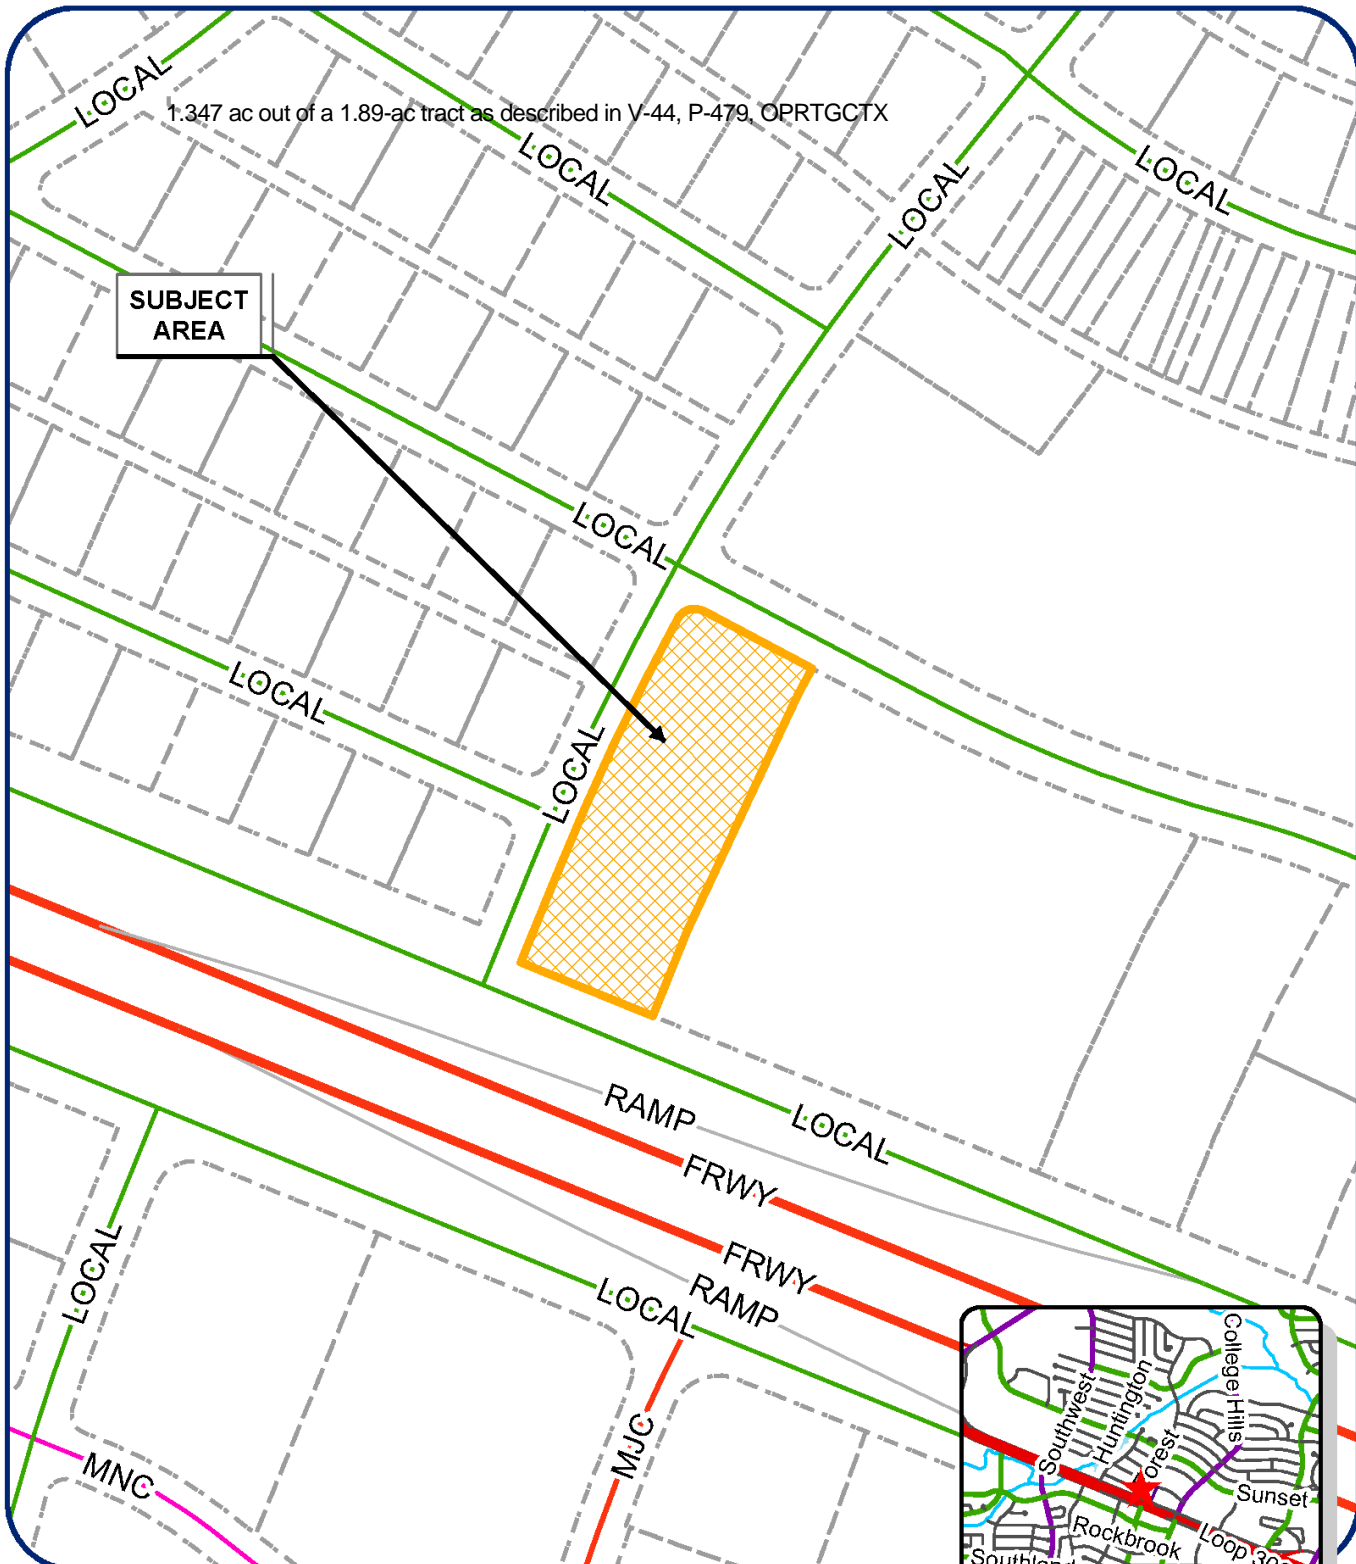 LOCAL
1.347 ac out of a 1.89-ac tract as described in V-44, P-479, OPRTGCTX
LOCAL
LOCAL
LOCAL
SUBJECT
AREA
LOCAL
LOCAL
LOCAL
RAMP
LOCAL
FRWY
FRWY
RAMP
LOCAL
LOCAL
MJC
MNC
College Hills
Huntington
Southwest
Sunset
Rockbrook
Loop